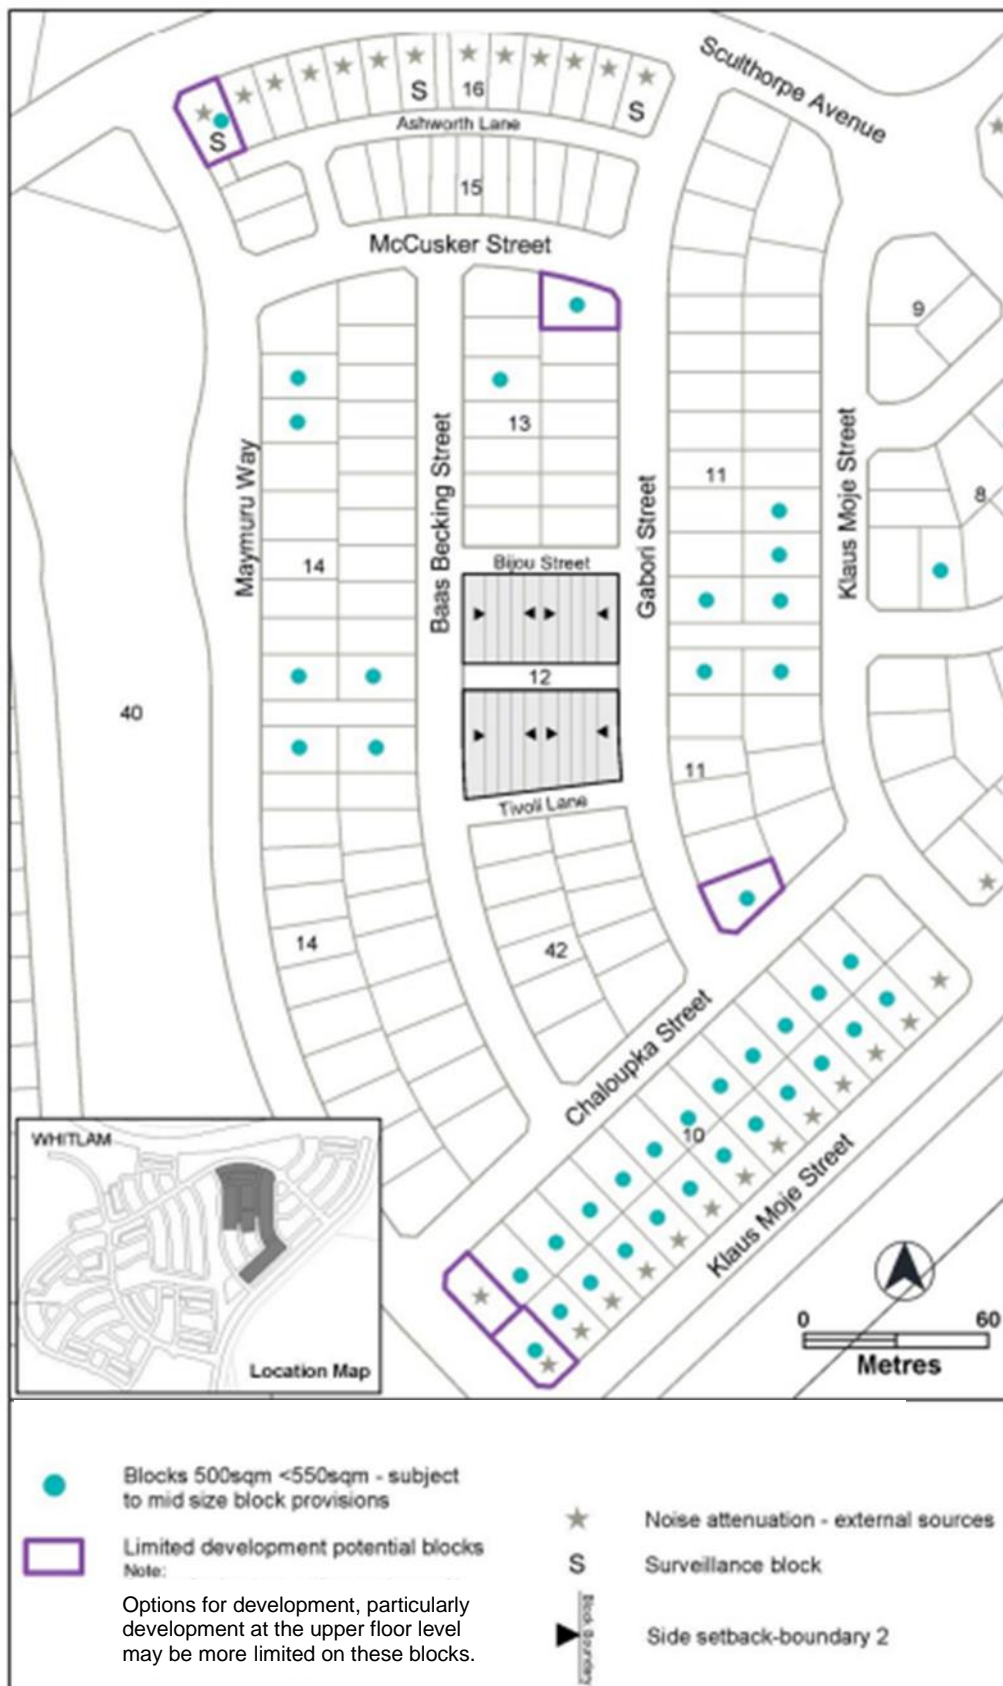 Sculthorpe Avenue
16
S
S
Ashworth Lane
S
15
McCusker Street
9
13
Maymuru Way
Baas Becking Street
Gabori Street
Klaus Moje Street
11
8
14
Bijou Street
12
40
11
Tivoli Lane
14
42
Chaloupka Street
10
Klaus Moje Street
WHITLAM
Location Map
0 60
Metres
Blocks 500sqm <550sqm - subject
to mid size block provisions
Limited development potential blocks
Note:
Options for development, particularly
development at the upper floor level
may be more limited on these blocks.
Noise attenuation - external sources
S Surveillance block
Block Boundary
Side setback-boundary 2